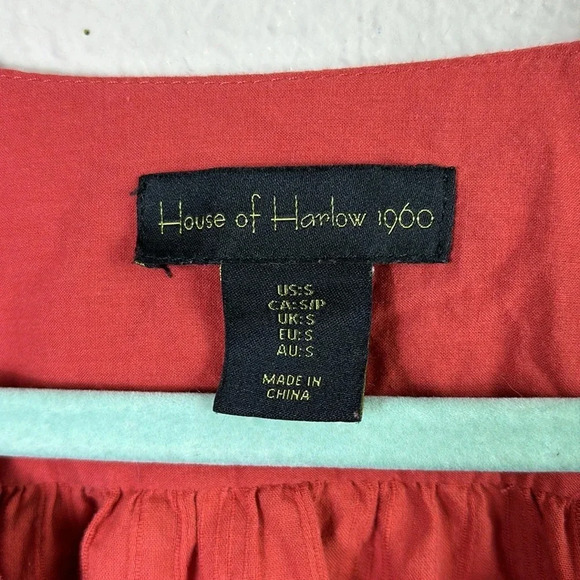 House of Harlow 1960
US:S
CA:S/P
UK:S
EU:S
AU:S
MADE IN
CHINA